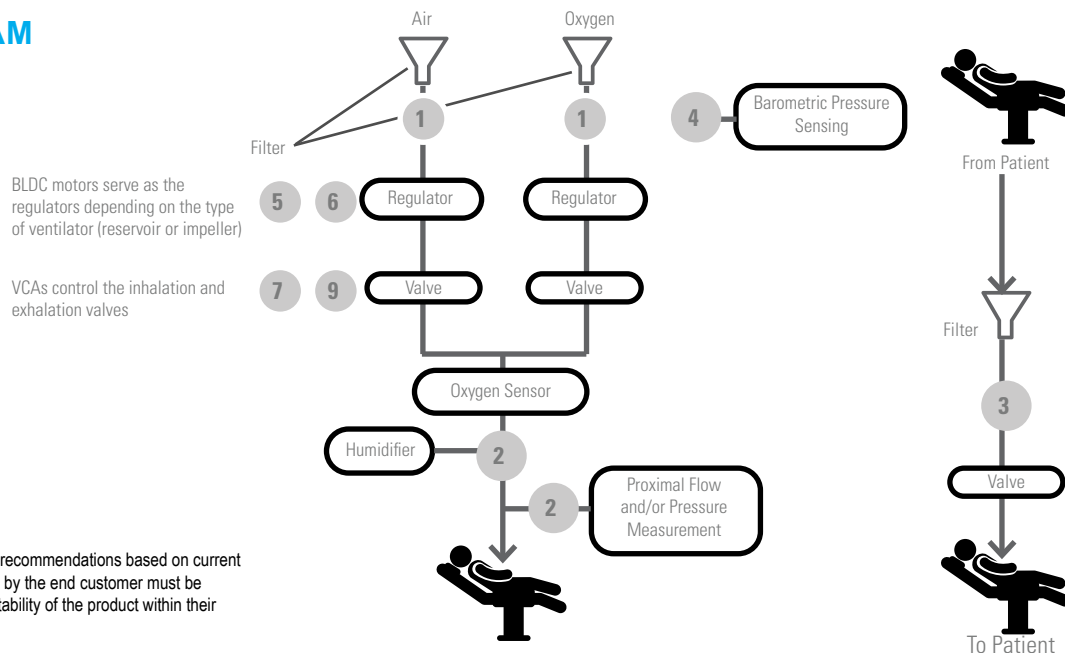 AM
Air
Oxygen
1
1
4
Barometric Pressure
Sensing
From Patient
Filter
BLDC motors serve as the
regulators depending on the type
of ventilator (reservoir or impeller)
5
6
Regulator
Regulator
VCAs control the inhalation and
exhalation valves
7
9
Valve
Valve
Filter
Oxygen Sensor
3
Humidifier
2
Valve
2
Proximal Flow
and/or Pressure
Measurement
recommendations based on current
by the end customer must be
tability of the product within their
To Patient